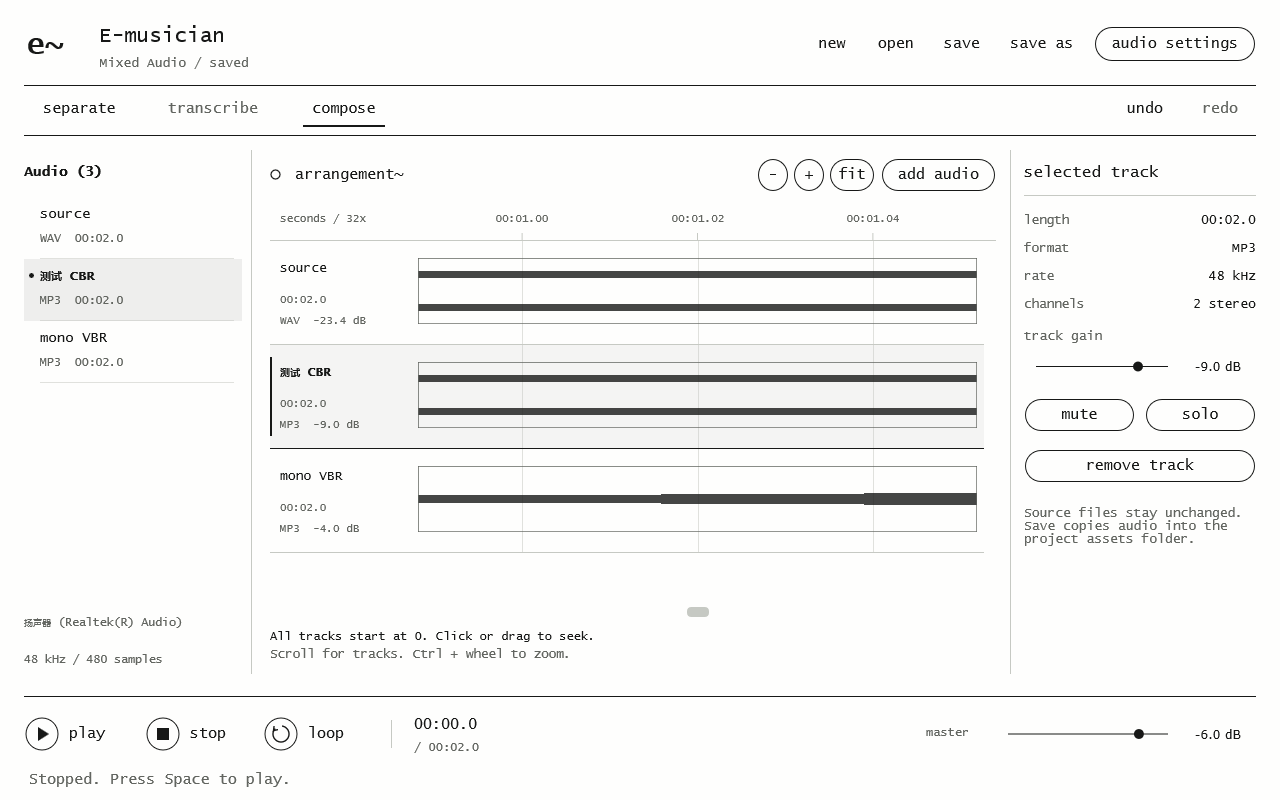 e~
E-musician
Mixed Audio / saved
new open save save as audio settings
separate transcribe compose
undo redo
Audio (3)
source
WAV 00:02.0
测试 CBR
MP3 00:02.0
mono VBR
MP3 00:02.0
扬声器 (Realtek(R) Audio)
48 kHz / 480 samples
arrangement~
- + fit add audio
seconds / 32x 00:01.00 00:01.02 00:01.04
source
00:02.0
WAV -23.4 dB
测试 CBR
00:02.0
MP3 -9.0 dB
mono VBR
00:02.0
MP3 -4.0 dB
All tracks start at 0. Click or drag to seek.
Scroll for tracks. Ctrl + wheel to zoom.
selected track
length 00:02.0
format MP3
rate 48 kHz
channels 2 stereo
track gain
-9.0 dB
mute solo
remove track
Source files stay unchanged.
Save copies audio into the
project assets folder.
play stop loop
00:00.0
/ 00:02.0
master -6.0 dB
Stopped. Press Space to play.